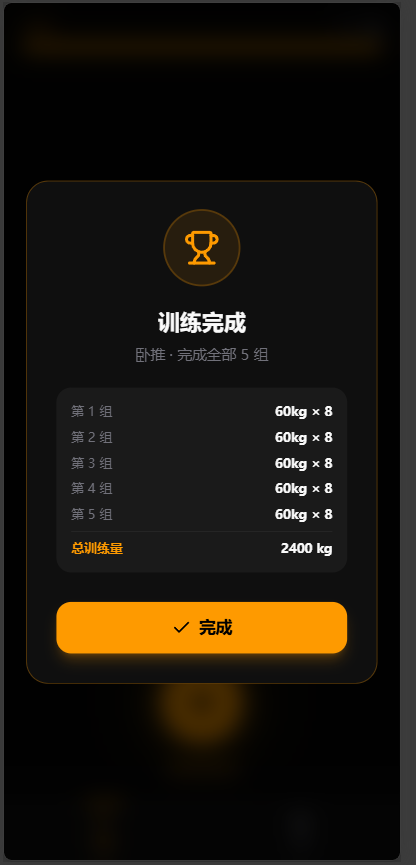 训练完成
卧推 · 完成全部 5 组
第 1 组 60kg × 8
第 2 组 60kg × 8
第 3 组 60kg × 8
第 4 组 60kg × 8
第 5 组 60kg × 8
总训练量 2400 kg
完成